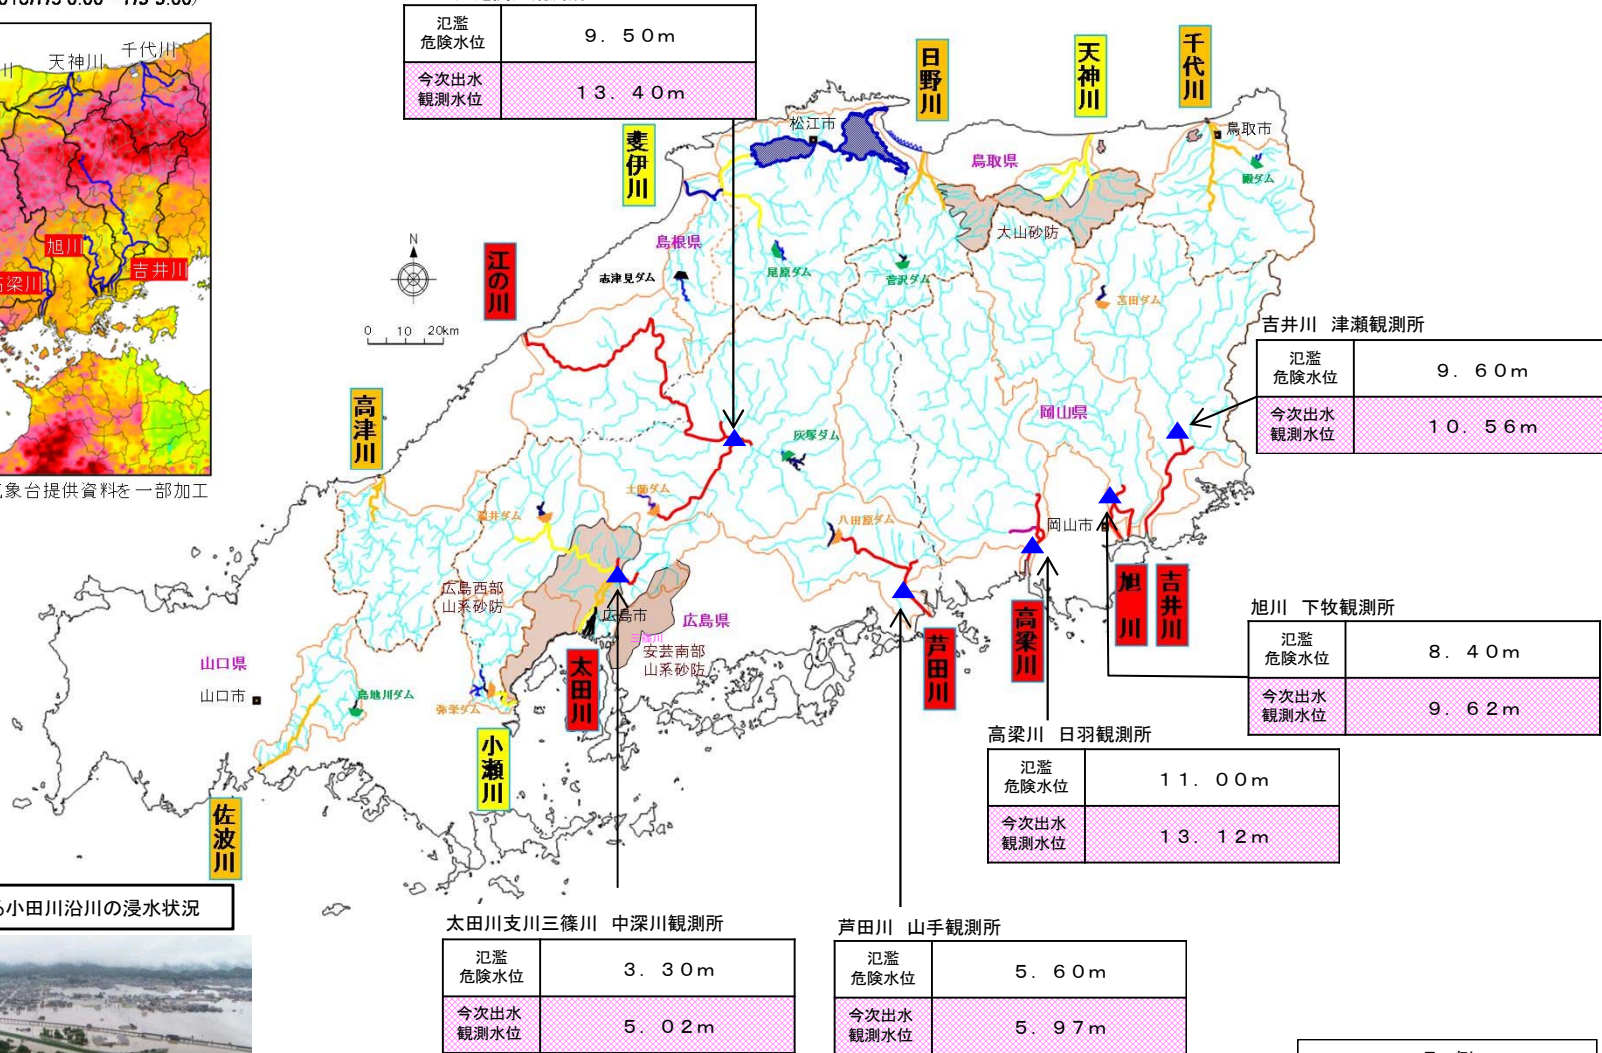 氾濫
危険水位
9. 50m
今次出水
観測水位
13. 40m
天神川
千代川
川
旭川
吉井川
高梁川
象台提供資料を一部加工
斐伊川
日野川
天神川
千代川
松江市
鳥取県
鳥取市
殿ダム
大山砂防
島根県
志津見ダム
尾原ダム
菅沢ダム
苫田ダム
N
0 10 20km
江の川
高津川
灰塚ダム
土師ダム
温井ダム
八田原ダム
岡山県
岡山市
吉井川 津瀬観測所
氾濫
危険水位
9. 60m
今次出水
観測水位
10. 56m
広島西部
山系砂防
広島市
三篠川
広島県
安芸南部
山系砂防
山口県
山口市
島地川ダム
弥栄ダム
太田川
小瀬川
佐波川
芦田川
高梁川
旭川
吉井川
旭川 下牧観測所
氾濫
危険水位
8. 40m
今次出水
観測水位
9. 62m
高梁川 日羽観測所
氾濫
危険水位
11. 00m
今次出水
観測水位
13. 12m
小田川沿川の浸水状況
太田川支川三篠川 中深川観測所
氾濫
危険水位
3. 30m
今次出水
観測水位
5. 02m
芦田川 山手観測所
氾濫
危険水位
5. 60m
今次出水
観測水位
5. 97m